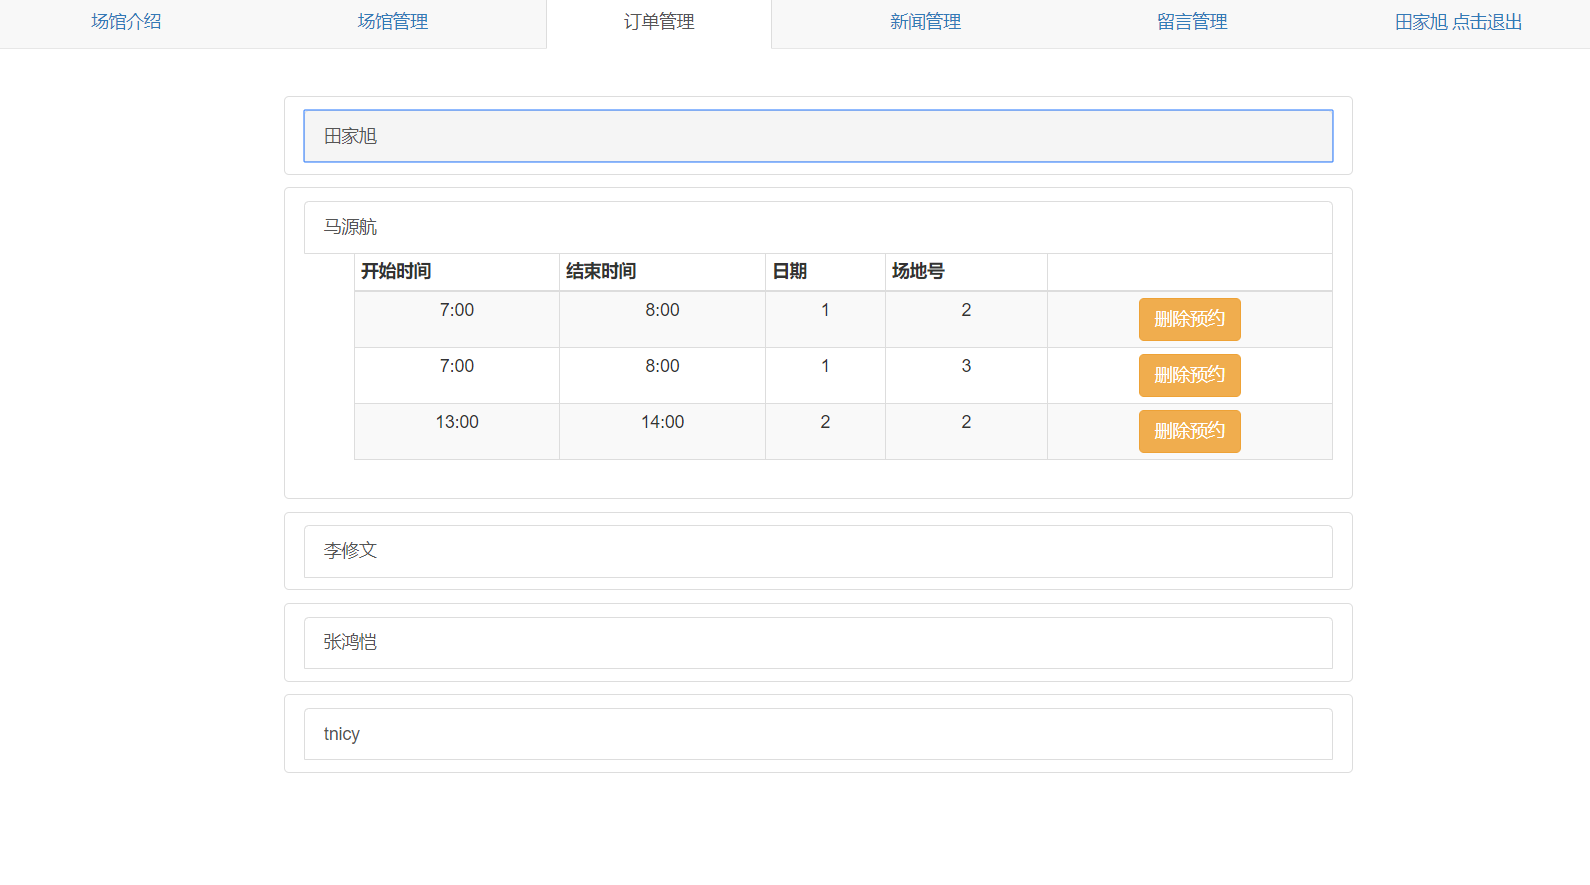 场馆介绍 场馆管理 订单管理 新闻管理 留言管理 田家旭 点击退出
田家旭
马源航
开始时间 结束时间 日期 场地号
7:00 8:00 1 2 删除预约
7:00 8:00 1 3 删除预约
13:00 14:00 2 2 删除预约
李修文
张鸿恺
tnicy